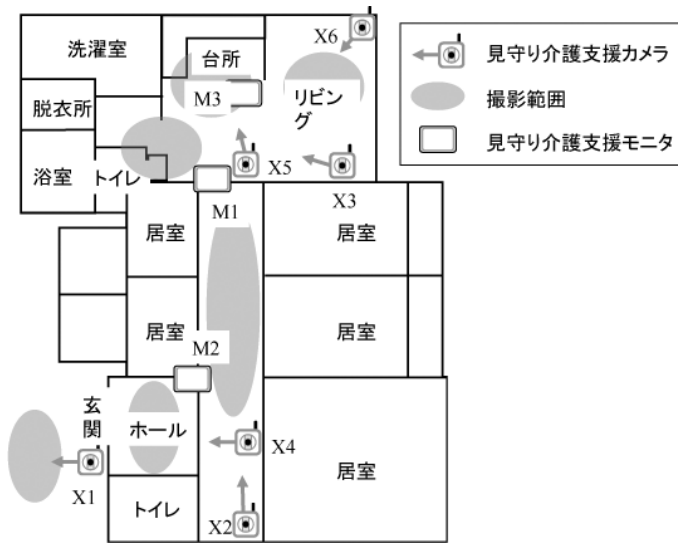 洗濯室
台所
X6
脱衣所
M3
リビン
グ
浴室
トイレ
X5
X3
M1
居室
居室
居室
居室
M2
玄
関
ホール
X4
居室
X1
トイレ
X2
見守り介護支援カメラ
撮影範囲
見守り介護支援モニタ